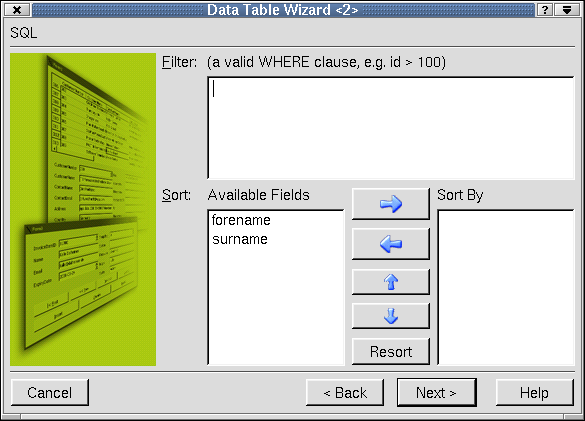 Data Table Wizard <2>
?
SQL
Filter: (a valid WHERE clause, e.g. id > 100)
Sort: Available Fields Sort By
forename
surname
Resort
Cancel < Back Next > Help